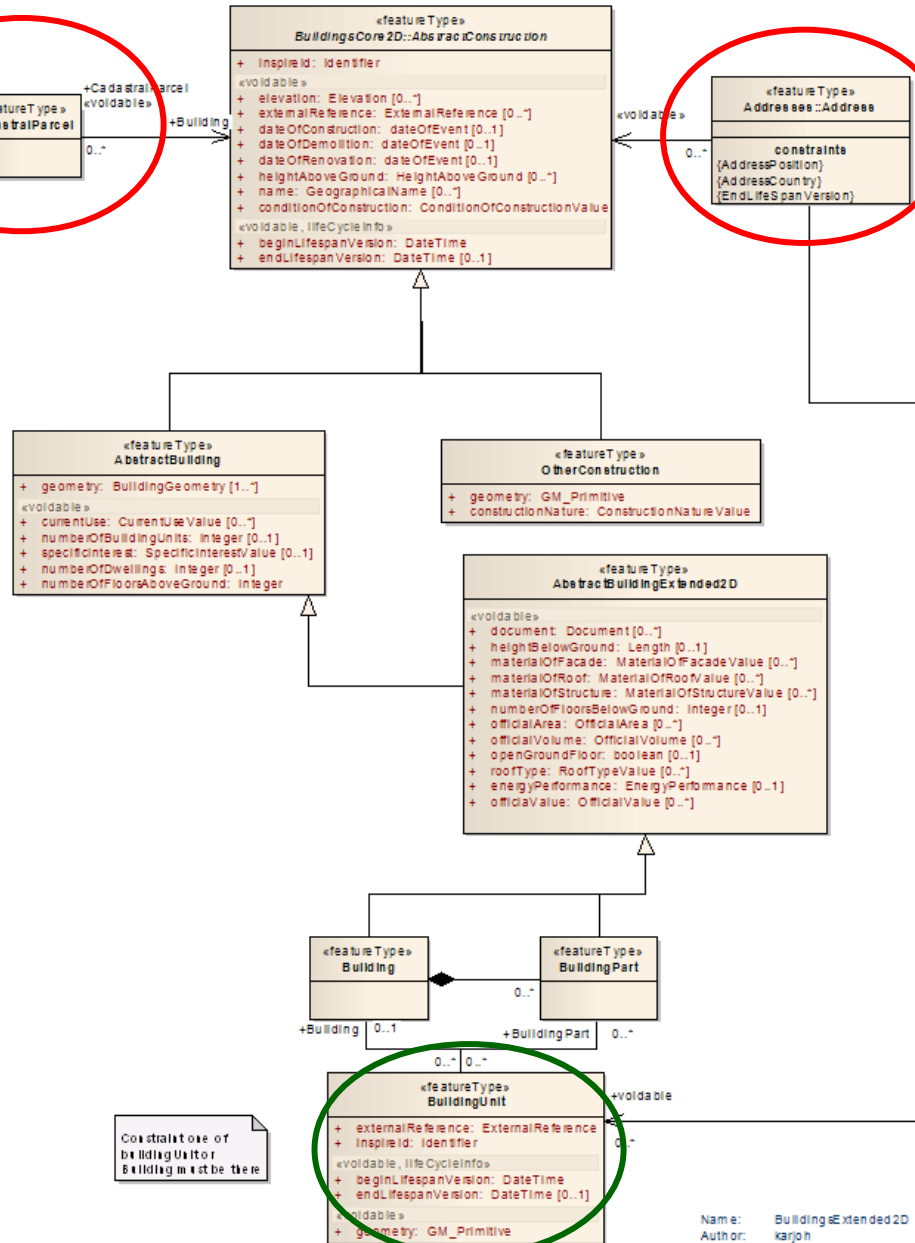 «featureType»
BuildingsCore2D::AbstractConstruction
+ inspireId: Identifier
«voidable»
+ elevation: Elevation [0..*]
+ externalReference: ExternalReference [0..*]
+ dateOfConstruction: dateOfEvent [0..1]
+ dateOfDemolition: dateOfEvent [0..1]
+ dateOfRenovation: dateOfEvent [0..1]
+ heightAboveGround: HeightAboveGround [0..*]
+ name: GeographicalName [0..*]
+ conditionOfConstruction: ConditionOfConstructionValue
«voidable, lifeCycleInfo»
+ beginLifespanVersion: DateTime
+ endLifespanVersion: DateTime [0..1]
+CadastralParcel
«voidable»
+Building
0..*
atureType»
stralParcel
«voidable»
0..*
«featureType»
Addresses::Address
constraints
{AddressPosition}
{AddressCountry}
{EndLifeSpanVersion}
«featureType»
AbstractBuilding
+ geometry: BuildingGeometry [1..*]
«voidable»
+ currentUse: CurrentUseValue [0..*]
+ numberOfBuildingUnits: Integer [0..1]
+ specificInterest: SpecificInterestValue [0..1]
+ numberOfDwellings: Integer [0..1]
+ numberOfFloorsAboveGround: Integer
«featureType»
OtherConstruction
+ geometry: GM_Primitive
+ constructionNature: ConstructionNatureValue
«featureType»
AbstractBuildingExtended2D
«voidable»
+ document: Document [0..*]
+ heightBelowGround: Length [0..1]
+ materialOfFacade: MaterialOfFacadeValue [0..*]
+ materialOfRoof: MaterialOfRoofValue [0..*]
+ materialOfStructure: MaterialOfStructureValue [0..*]
+ numberOfFloorsBelowGround: Integer [0..1]
+ officialArea: OfficialArea [0..*]
+ officialVolume: OfficialVolume [0..*]
+ openGroundFloor: boolean [0..1]
+ roofType: RoofTypeValue [0..*]
+ energyPerformance: EnergyPerformance [0..1]
+ officiaValue: OfficialValue [0..*]
«featureType»
Building
«featureType»
BuildingPart
0..*
+Building 0..1
+BuildingPart 0..*
0..* 0..*
«featureType»
BuildingUnit
+ externalReference: ExternalReference
+ inspireId: Identifier
«voidable, lifeCycleInfo»
+ beginLifespanVersion: DateTime
+ endLifespanVersion: DateTime [0..1]
«voidable»
+ geometry: GM_Primitive
+voidable
0..*
Constraint one of
buildingUnit or
Building must be there
Name: BuildingsExtended2D
Author: karjoh